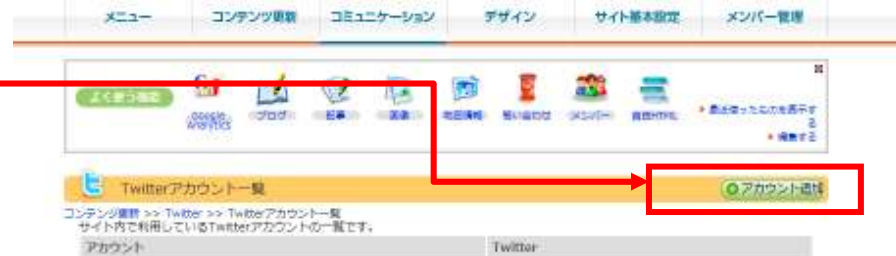 メニュー
コンテンツ更新
コミュニケーション
デザイン
サイト基本設定
メンバー管理
よく使う機能
Google Analytics
ブログ
記事
画像
地図情報
問い合わせ
メンバー
自由HTML
最近使ったものを表示する
編集する
Twitterアカウント一覧
アカウント追加
コンテンツ更新 >> Twitter >> Twitterアカウント一覧
サイト内で利用しているTwitterアカウントの一覧です。
アカウント
Twitter